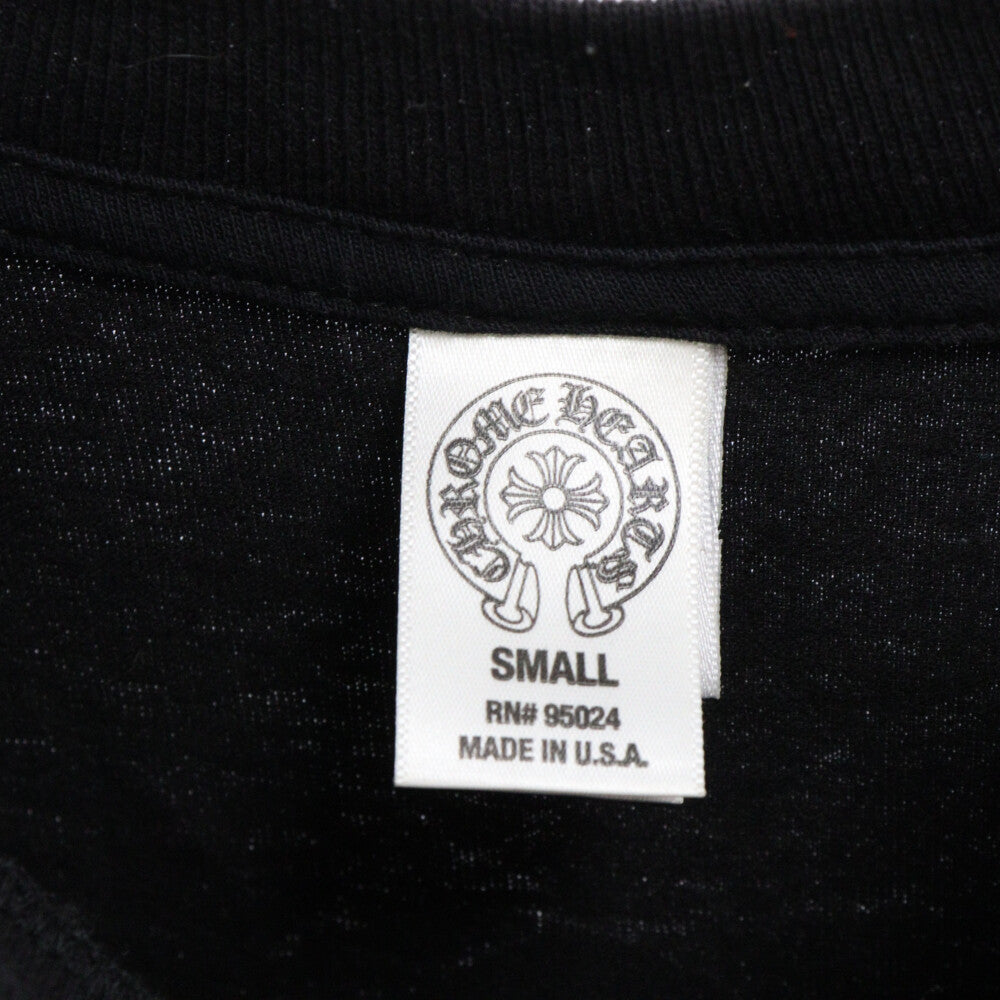 CHROME HEARTS
SMALL
RN# 95024
MADE IN U.S.A.